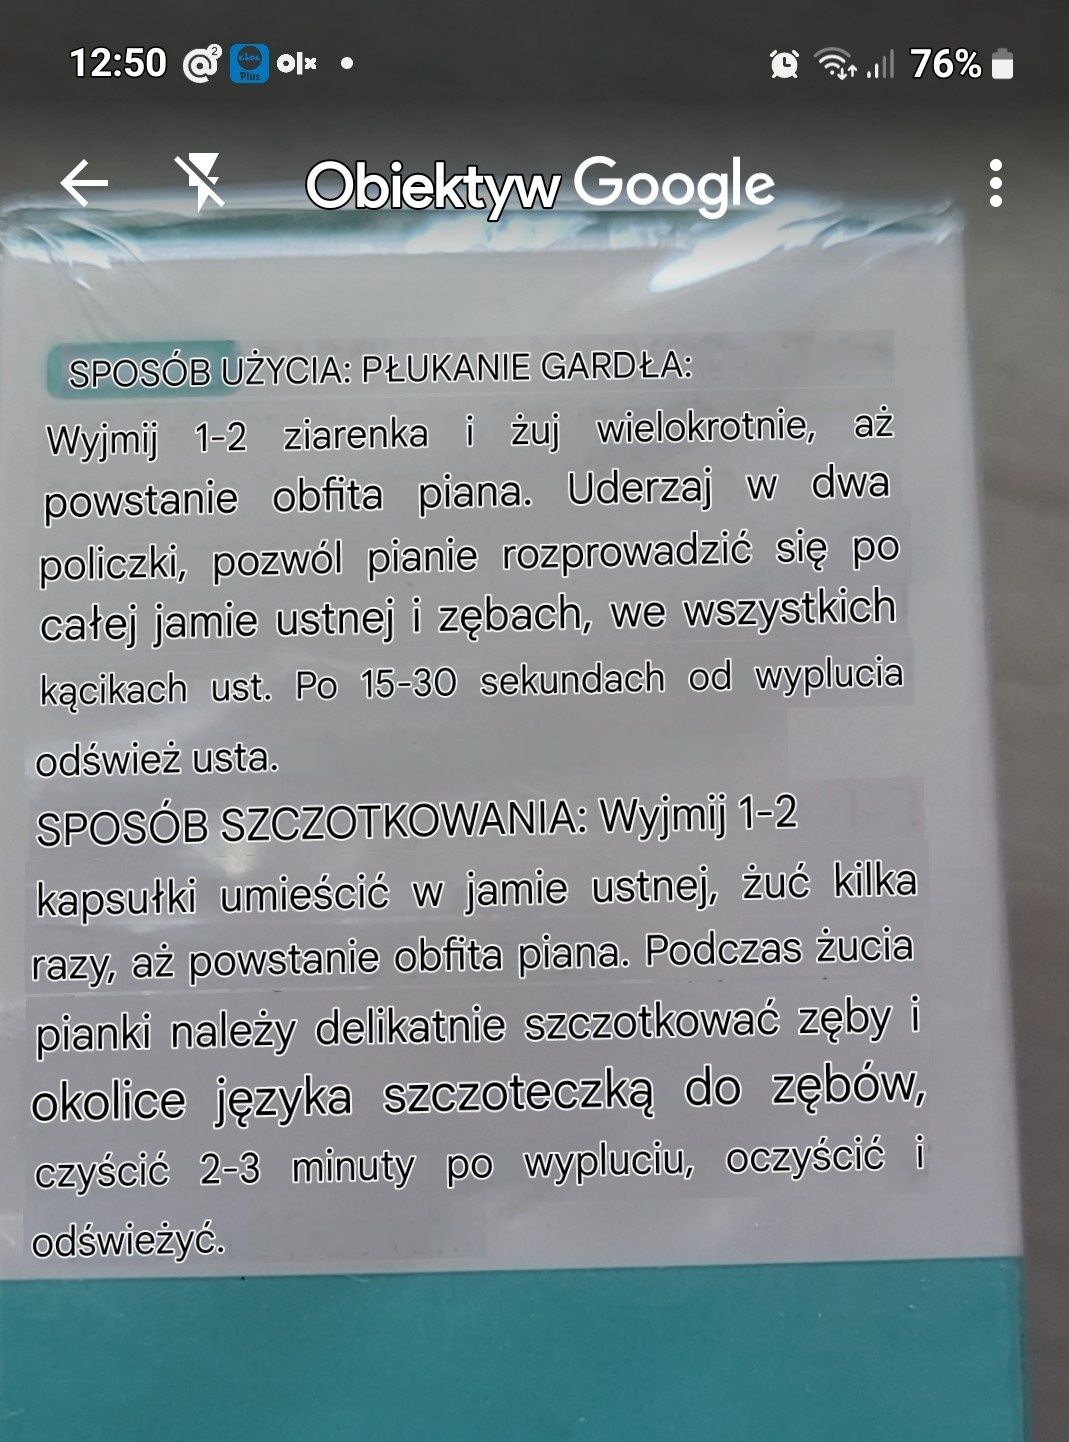 12:50
@2
LIDL
Plus
olx
76%
Obiektyw Google
SPOSÓB UŻYCIA: PŁUKANIE GARDŁA:
Wyjmij 1-2 ziarenka i żuj wielokrotnie, aż
powstanie obfita piana. Uderzaj w dwa
policzki, pozwól pianie rozprowadzić się po
całej jamie ustnej i zębach, we wszystkich
kącikach ust. Po 15-30 sekundach od wyplucia
odśwież usta.
SPOSÓB SZCZOTKOWANIA: Wyjmij 1-2
kapsułki umieścić w jamie ustnej, żuć kilka
razy, aż powstanie obfita piana. Podczas żucia
pianki należy delikatnie szczotkować zęby i
okolice języka szczoteczką do zębów,
czyścić 2-3 minuty po wypluciu, oczyścić i
odświeżyć.